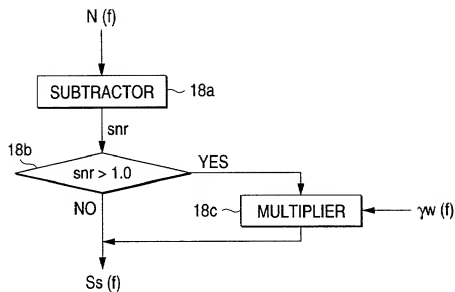 N (f)
SUBTRACTOR 18a
snr
18b snr > 1.0 YES
NO 18c MULTIPLIER γw (f)
Ss (f)